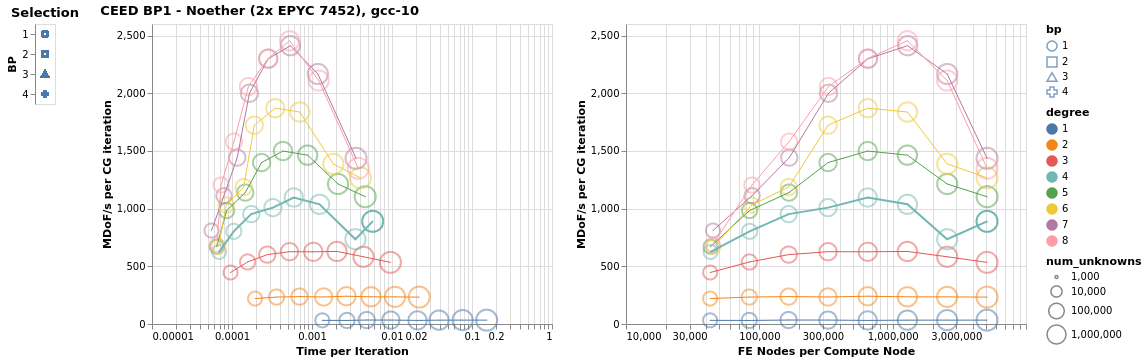 Selection
BP
1
2
3
4
CEED BP1 - Noether (2x EPYC 7452), gcc-10
MDoF/s per CG iteration
2,500
2,000
1,500
1,000
500
0
0.00001 0.0001 0.001 0.01 0.02 0.1 0.2 1
Time per Iteration
MDoF/s per CG iteration
2,500
2,000
1,500
1,000
500
0
10,000 30,000 100,000 300,000 1,000,000 3,000,000
FE Nodes per Compute Node
bp
1
2
3
4
degree
1
2
3
4
5
6
7
8
num_unknowns
1,000
10,000
100,000
1,000,000